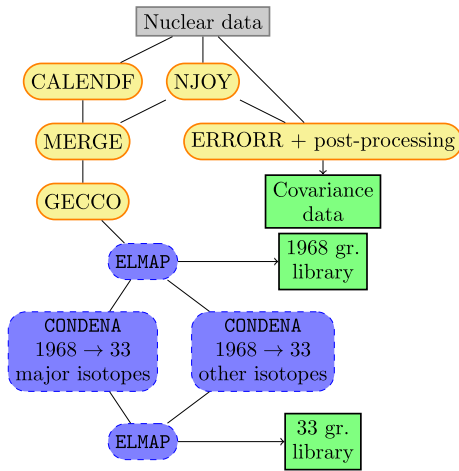 Nuclear data
CALENDF
NJOY
MERGE
ERRORR + post-processing
GECCO
Covariance
data
ELMAP
1968 gr.
library
CONDENA
1968 → 33
major isotopes
CONDENA
1968 → 33
other isotopes
ELMAP
33 gr.
library